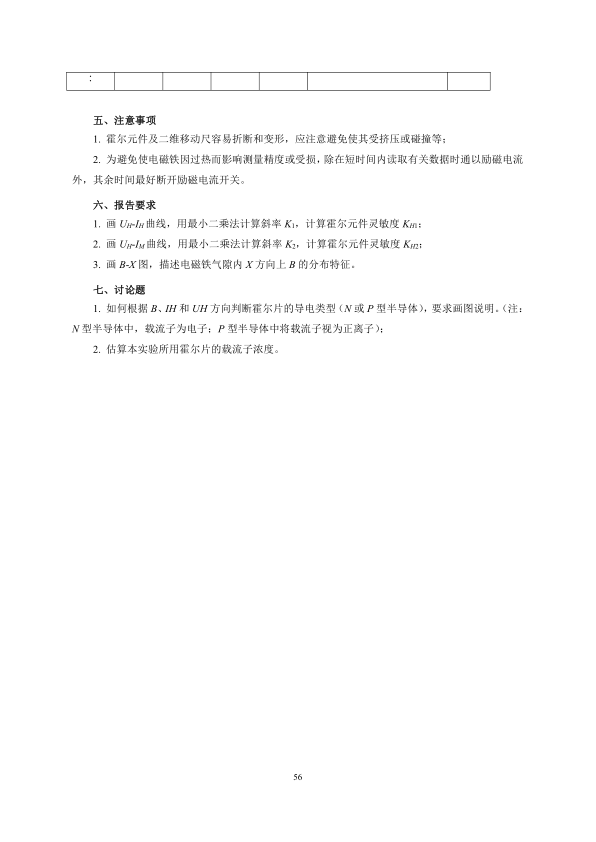 ⋮
五、注意事项
1. 霍尔元件及二维移动尺容易折断和变形，应注意避免使其受挤压或碰撞等；
2. 为避免使电磁铁因过热而影响测量精度或受损，除在短时间内读取有关数据时通以励磁电流
外，其余时间最好断开励磁电流开关。
六、报告要求
1. 画 UH-IH 曲线，用最小二乘法计算斜率 K1，计算霍尔元件灵敏度 KH1；
2. 画 UH-IM 曲线，用最小二乘法计算斜率 K2，计算霍尔元件灵敏度 KH2；
3. 画 B-X 图，描述电磁铁气隙内 X 方向上 B 的分布特征。
七、讨论题
1. 如何根据 B、IH 和 UH 方向判断霍尔片的导电类型（N 或 P 型半导体），要求画图说明。（注：
N 型半导体中，载流子为电子；P 型半导体中将载流子视为正离子）；
2. 估算本实验所用霍尔片的载流子浓度。
56